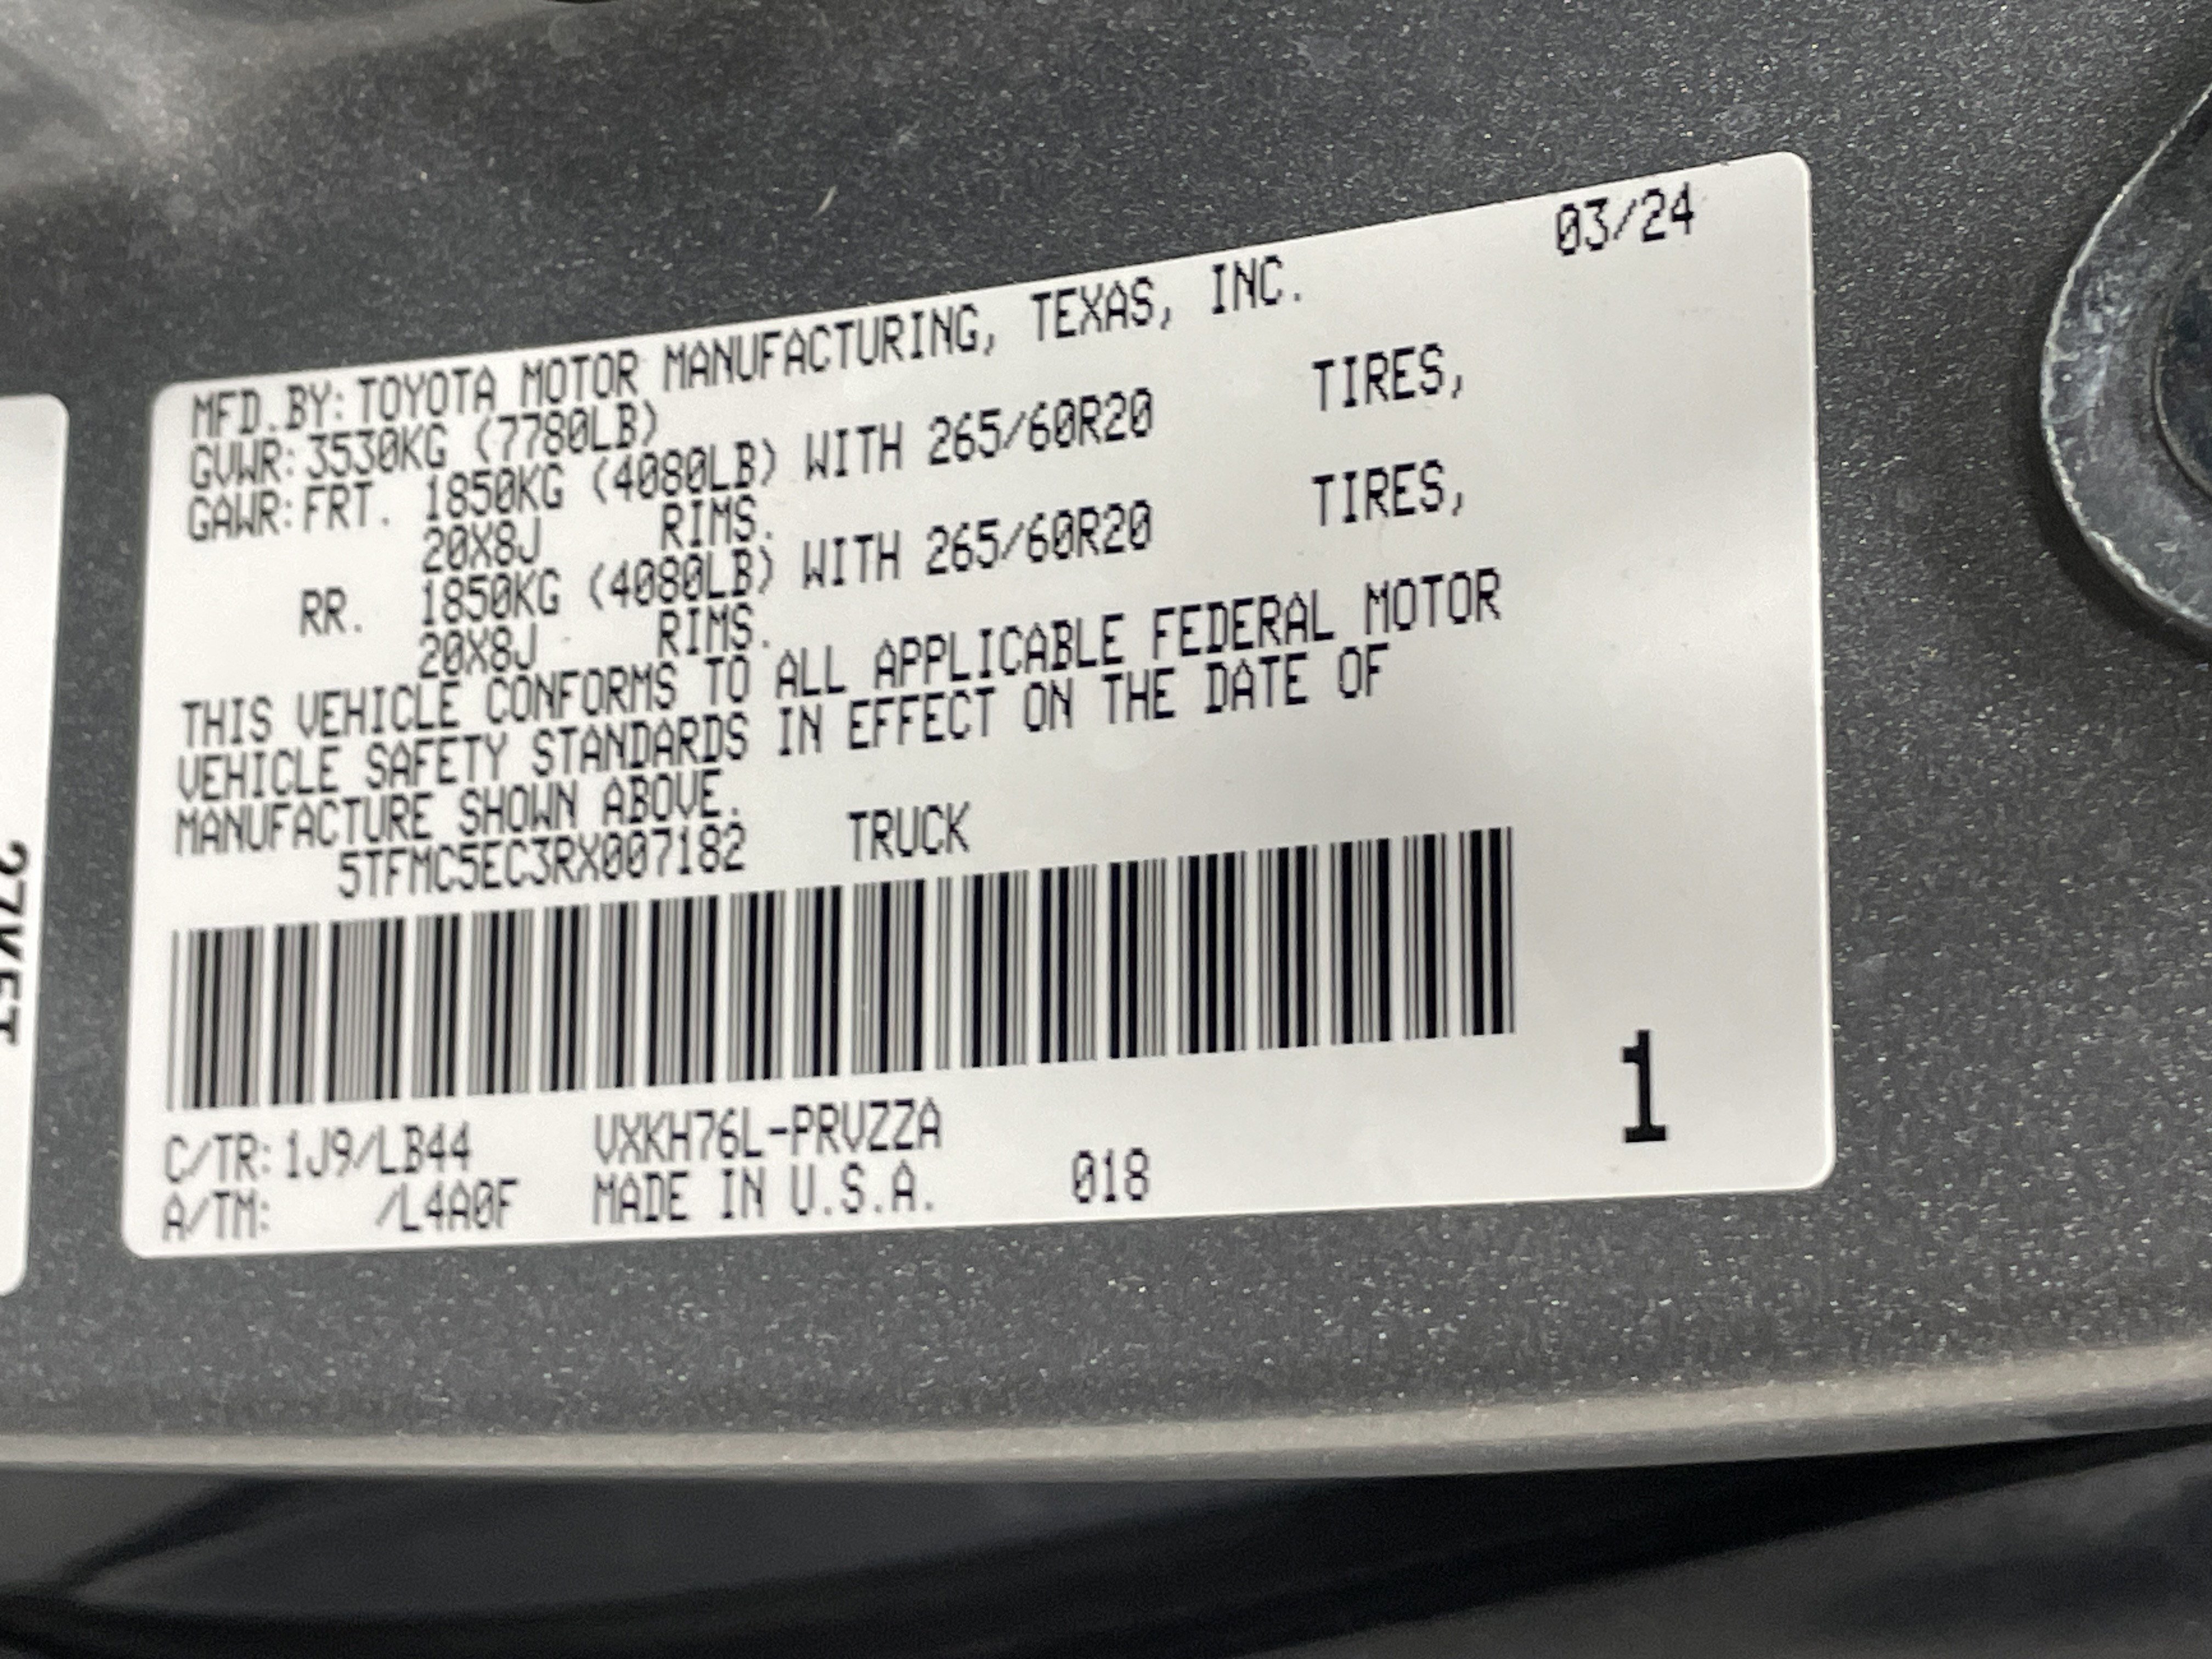 03/24
MFD.BY:TOYOTA MOTOR MANUFACTURING, TEXAS, INC.
GVWR:3530KG (7780LB)
GAWR:FRT. 1850KG (4080LB) WITH 265/60R20 TIRES,
20X8J RIMS.
RR. 1850KG (4080LB) WITH 265/60R20 TIRES,
20X8J RIMS.
THIS VEHICLE CONFORMS TO ALL APPLICABLE FEDERAL MOTOR
VEHICLE SAFETY STANDARDS IN EFFECT ON THE DATE OF
MANUFACTURE SHOWN ABOVE.
5TFMC5EC3RX007182 TRUCK
C/TR:1J9/LB44 VXKH76L-PRVZZA
A/TM: /L4A0F MADE IN U.S.A. 018
1